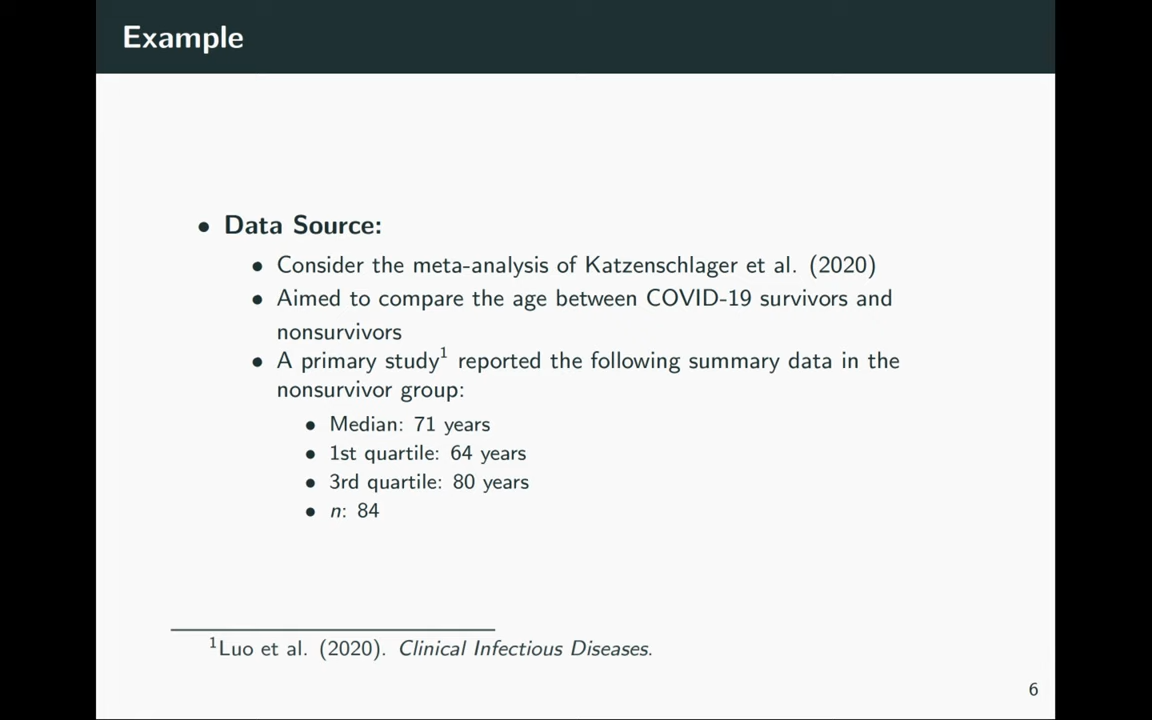 Example
• Data Source:
• Consider the meta-analysis of Katzenschlager et al. (2020)
• Aimed to compare the age between COVID-19 survivors and
nonsurvivors
• A primary study¹ reported the following summary data in the
nonsurvivor group:
• Median: 71 years
• 1st quartile: 64 years
• 3rd quartile: 80 years
• n: 84
¹Luo et al. (2020). Clinical Infectious Diseases.
6